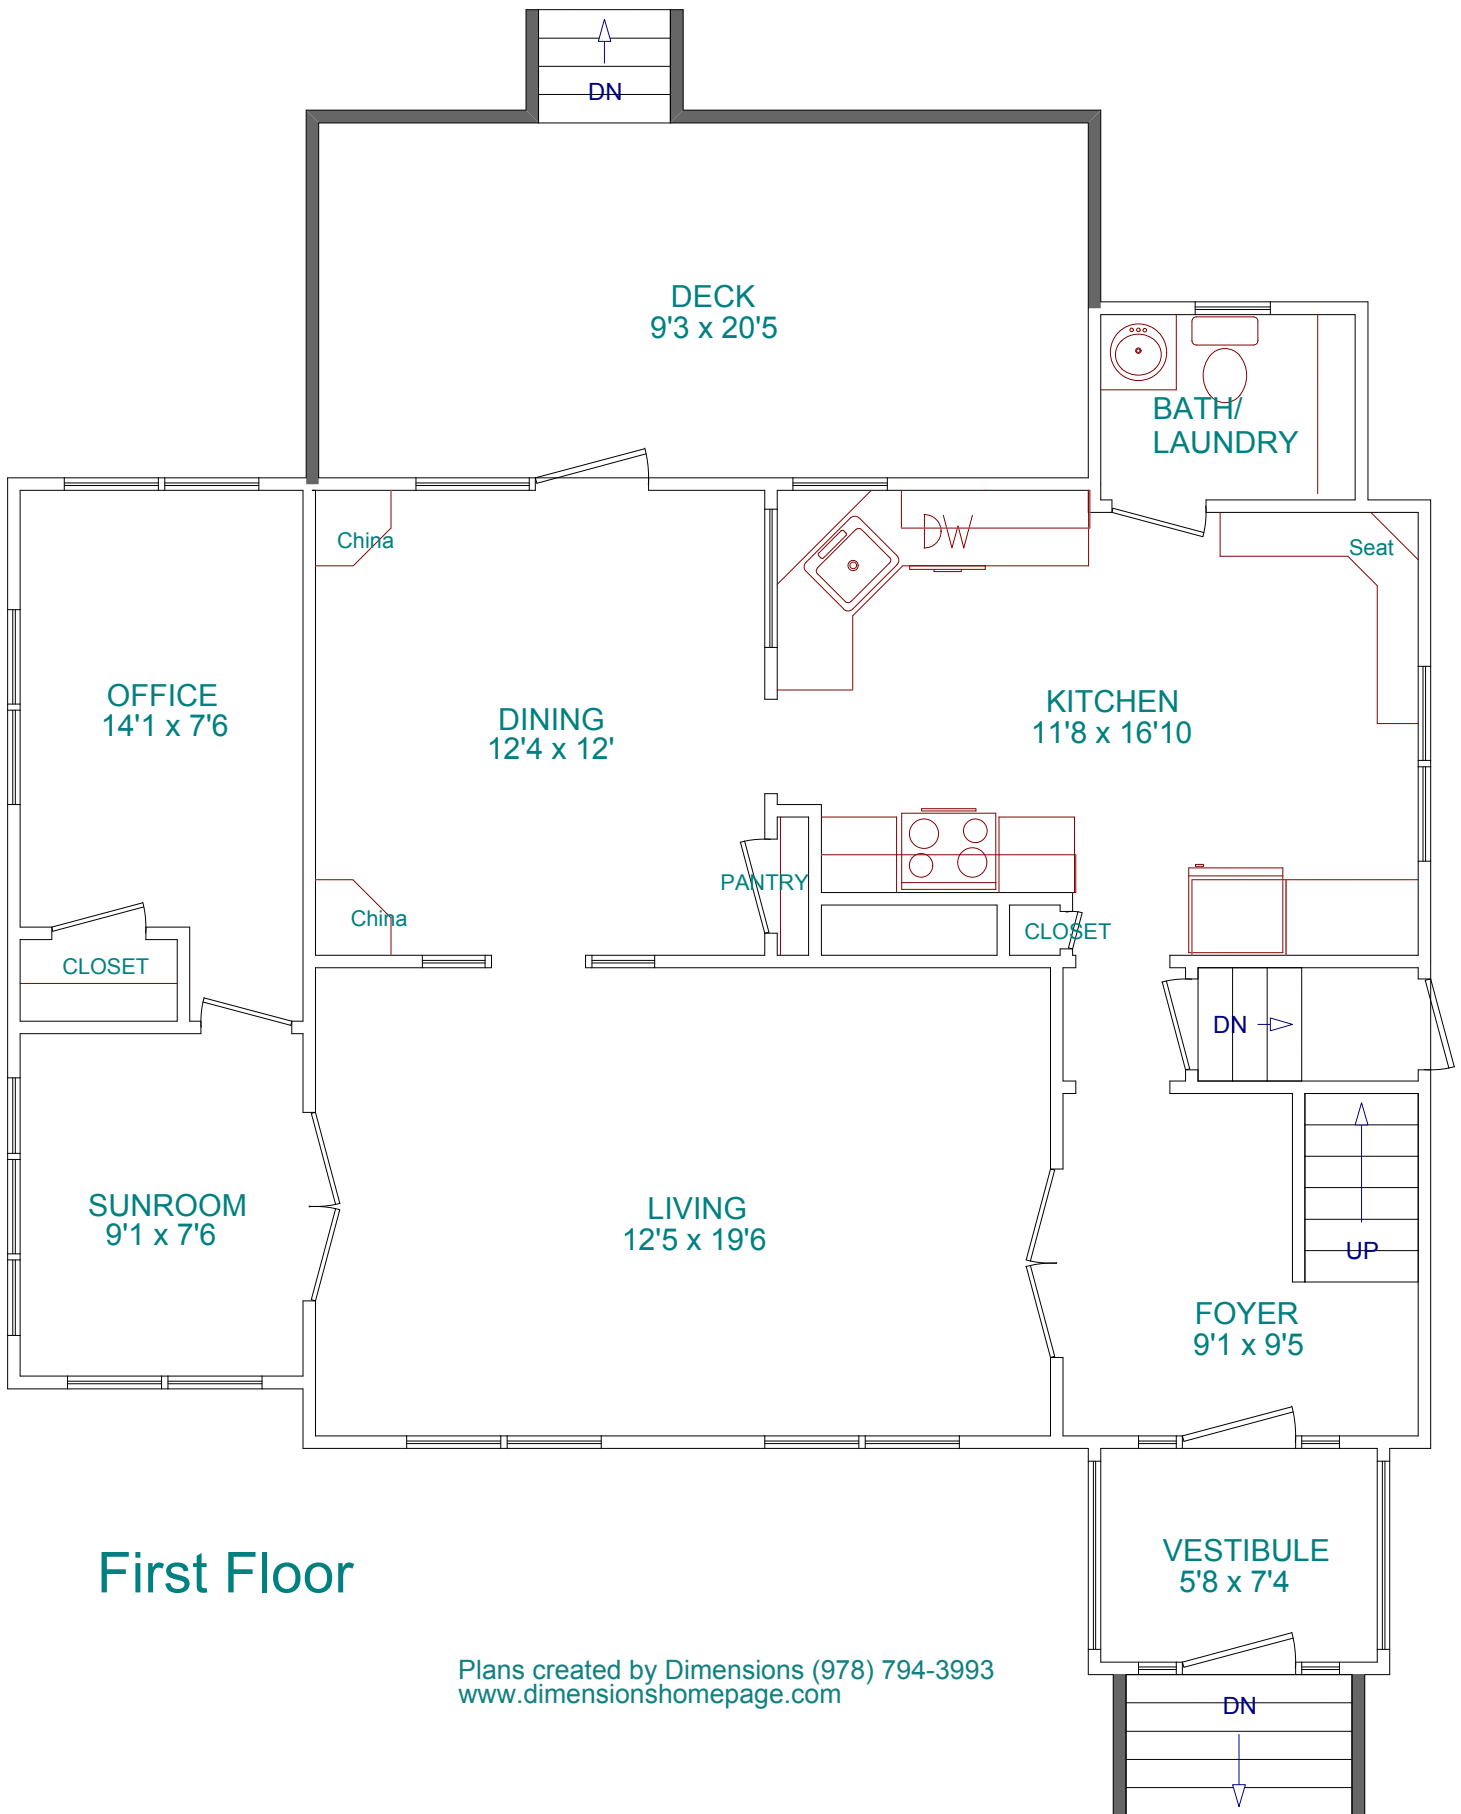 DN
DECK
9'3 x 20'5
BATH/
LAUNDRY
China
DW
Seat
OFFICE
14'1 x 7'6
DINING
12'4 x 12'
KITCHEN
11'8 x 16'10
PANTRY
China
CLOSET
CLOSET
DN
SUNROOM
9'1 x 7'6
LIVING
12'5 x 19'6
UP
FOYER
9'1 x 9'5
First Floor
VESTIBULE
5'8 x 7'4
Plans created by Dimensions (978) 794-3993
www.dimensionshomepage.com
DN